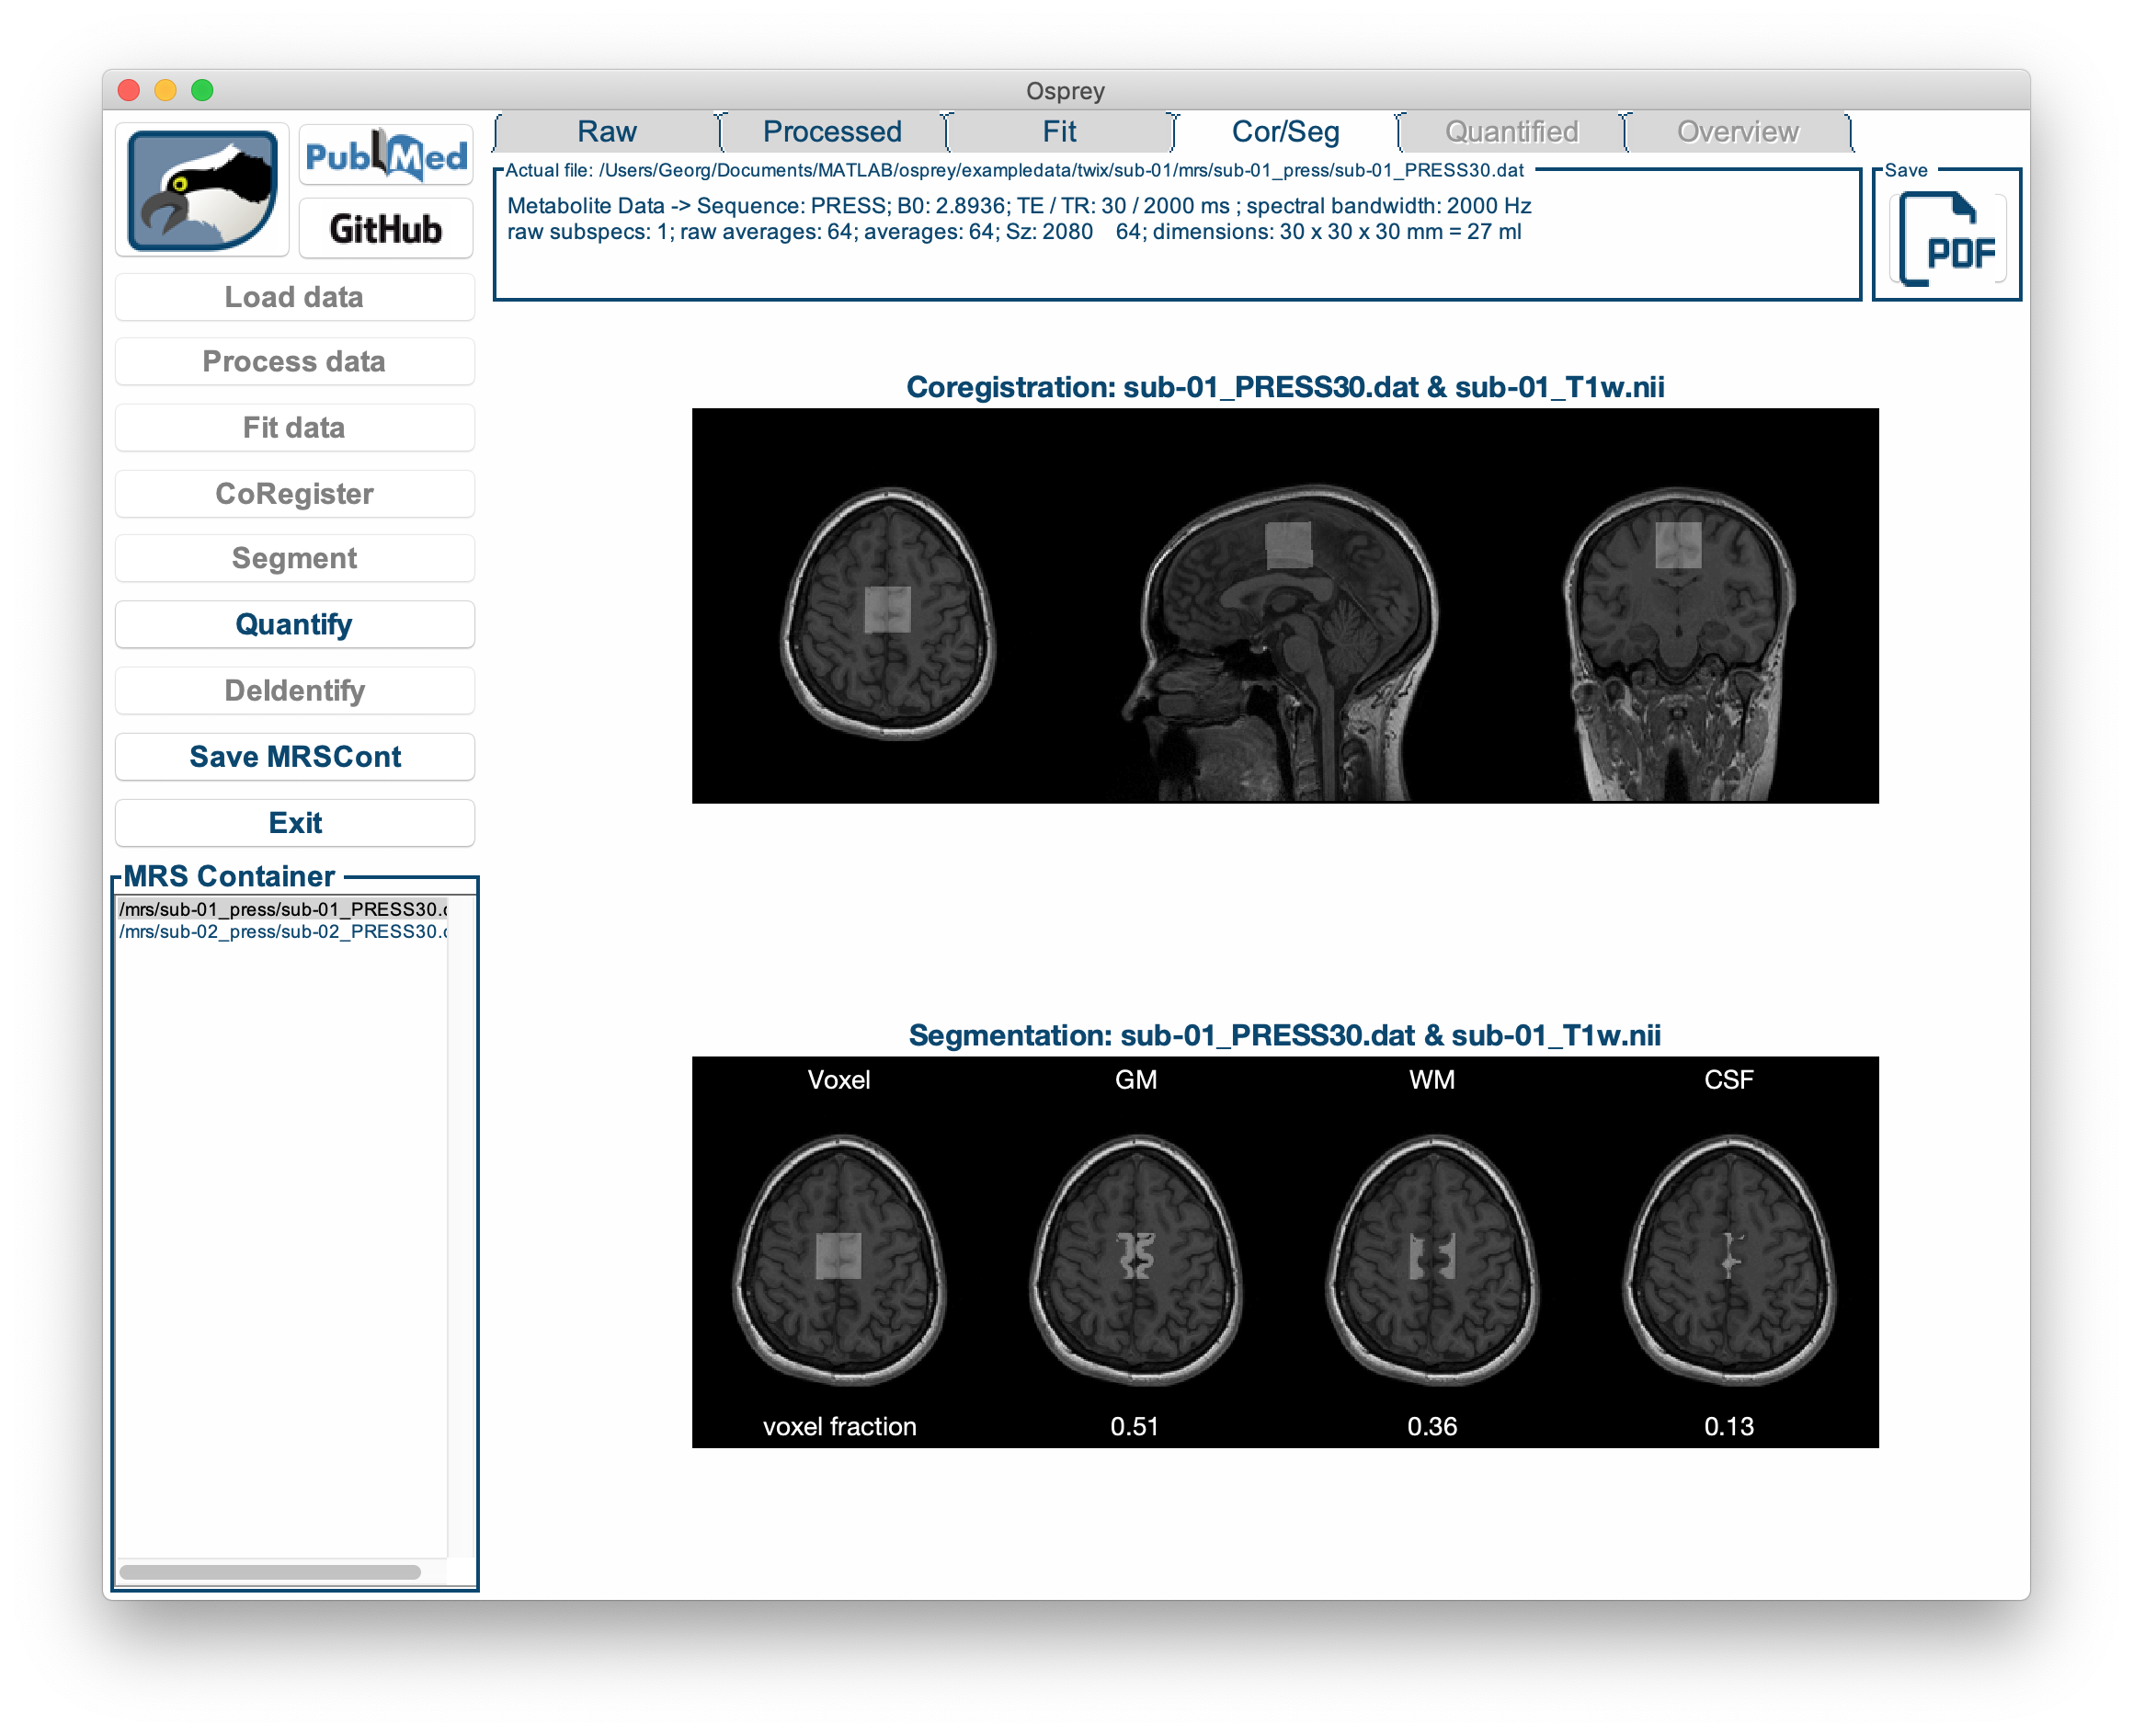 Osprey
PubMed
GitHub
Load data
Process data
Fit data
CoRegister
Segment
Quantify
DeIdentify
Save MRSCont
Exit
MRS Container
/mrs/sub-01_press/sub-01_PRESS30.
/mrs/sub-02_press/sub-02_PRESS30.
Raw Processed Fit Cor/Seg Quantified Overview
Actual file: /Users/Georg/Documents/MATLAB/osprey/exampledata/twix/sub-01/mrs/sub-01_press/sub-01_PRESS30.dat
Metabolite Data -> Sequence: PRESS; B0: 2.8936; TE / TR: 30 / 2000 ms ; spectral bandwidth: 2000 Hz
raw subspecs: 1; raw averages: 64; averages: 64; Sz: 2080 64; dimensions: 30 x 30 x 30 mm = 27 ml
Save
PDF
Coregistration: sub-01_PRESS30.dat & sub-01_T1w.nii
Segmentation: sub-01_PRESS30.dat & sub-01_T1w.nii
Voxel GM WM CSF
voxel fraction 0.51 0.36 0.13